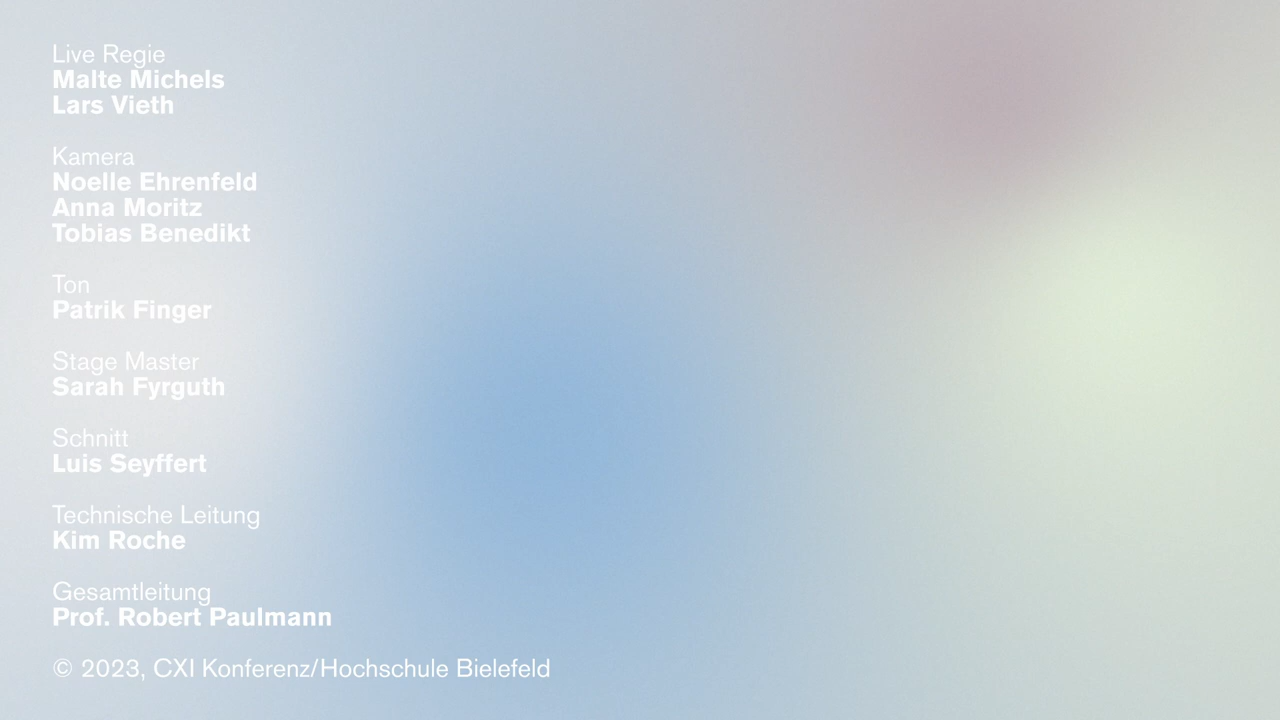 Live Regie
Malte Michels
Lars Vieth
Kamera
Noelle Ehrenfeld
Anna Moritz
Tobias Benedikt
Ton
Patrik Finger
Stage Master
Sarah Fyrguth
Schnitt
Luis Seyffert
Technische Leitung
Kim Roche
Gesamtleitung
Prof. Robert Paulmann
© 2023, CXI Konferenz/Hochschule Bielefeld